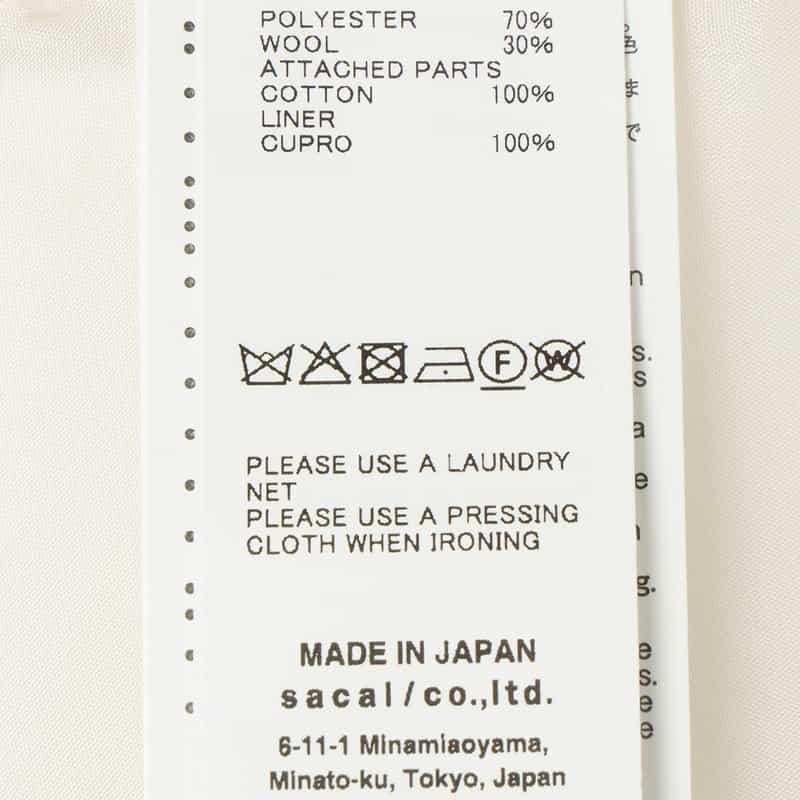 POLYESTER 70%
WOOL 30%
ATTACHED PARTS
COTTON 100%
LINER
CUPRO 100%
F W
PLEASE USE A LAUNDRY
NET
PLEASE USE A PRESSING
CLOTH WHEN IRONING
MADE IN JAPAN
sacai/co.,ltd.
6-11-1 Minamiaoyama,
Minato-ku, Tokyo, Japan